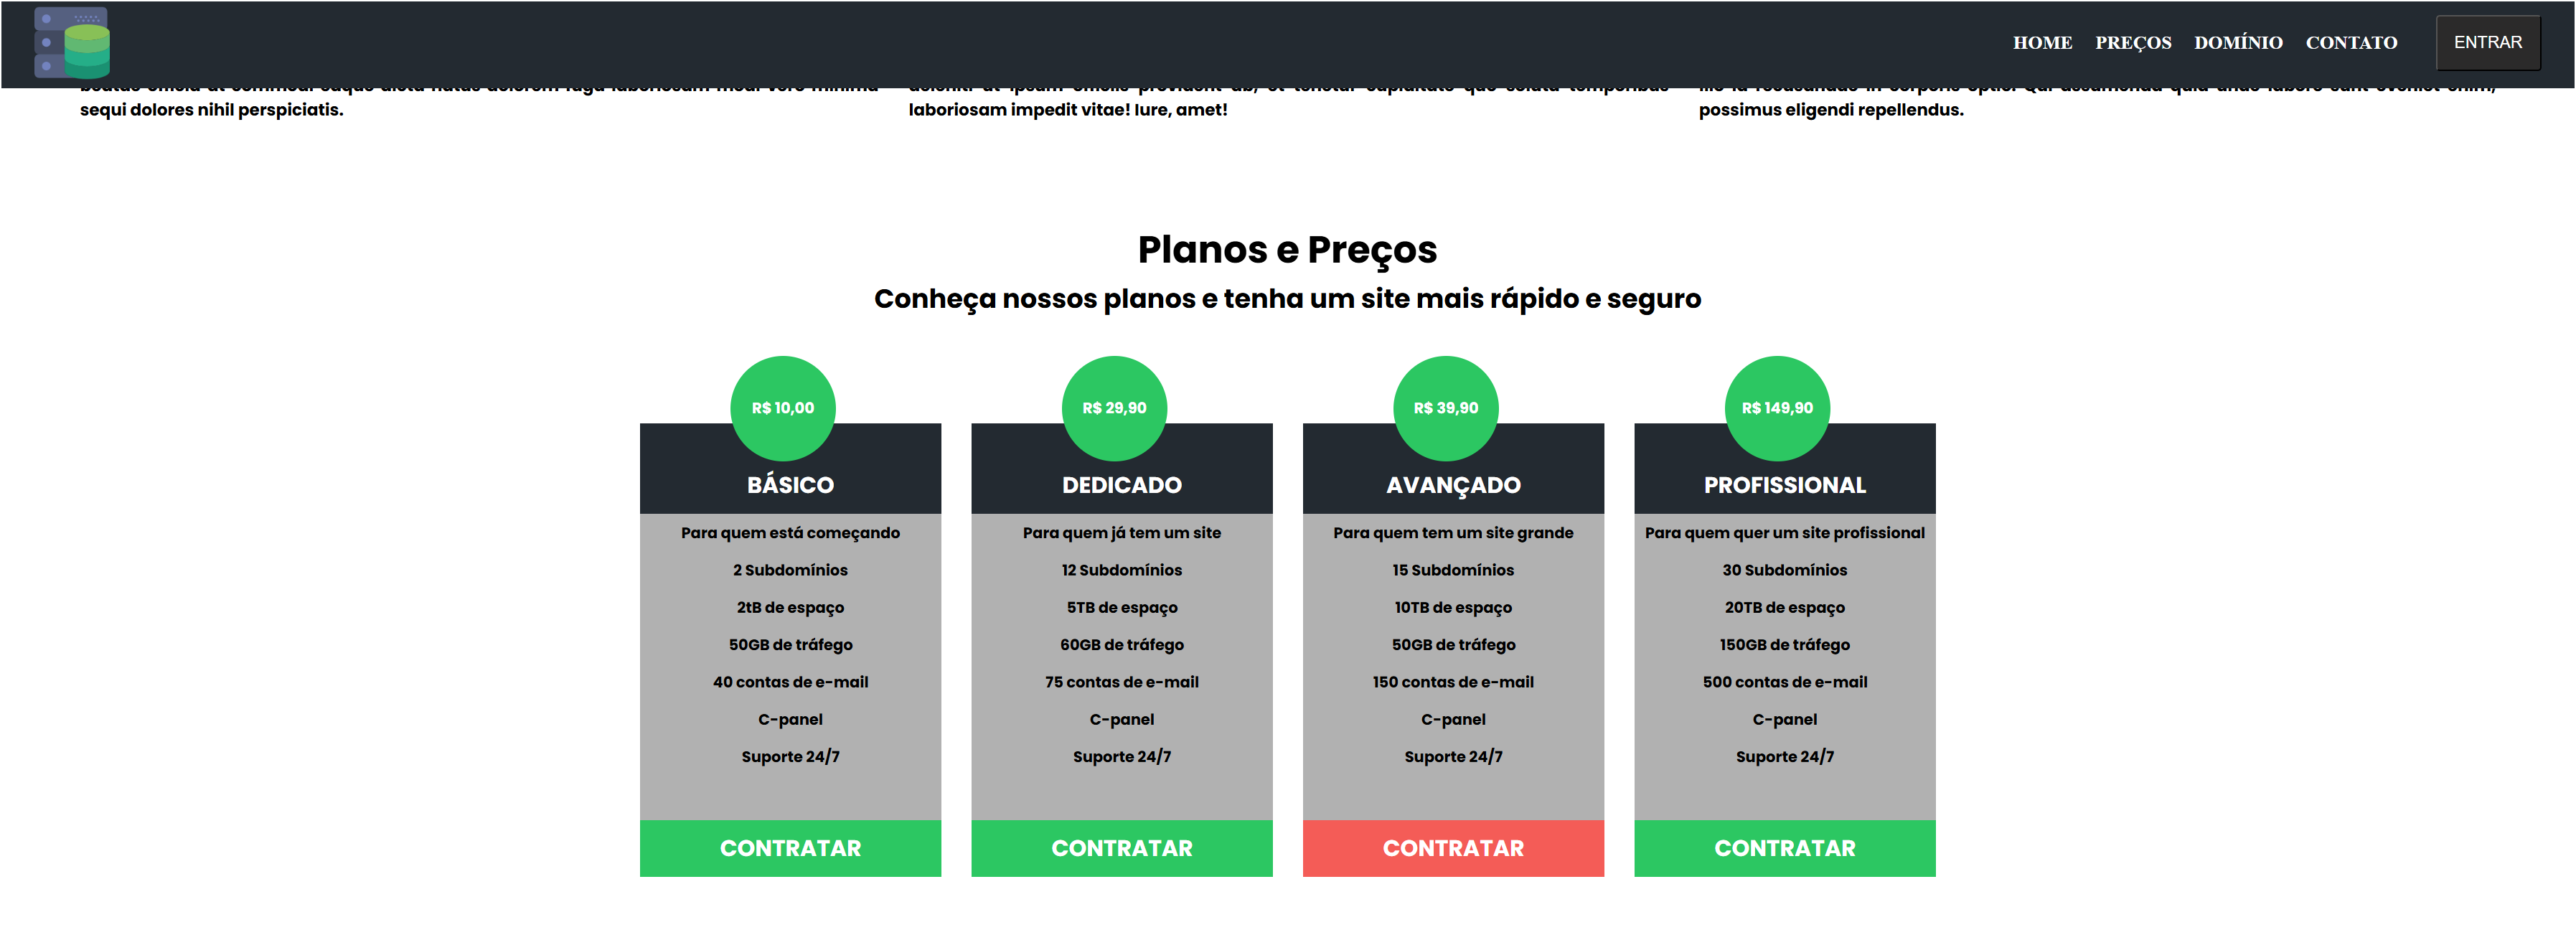 HOME PREÇOS DOMÍNIO CONTATO ENTRAR
sequi dolores nihil perspiciatis.
laboriosam impedit vitae! Iure, amet!
possimus eligendi repellendus.
Planos e Preços
Conheça nossos planos e tenha um site mais rápido e seguro
R$ 10,00
BÁSICO
Para quem está começando
2 Subdomínios
2tB de espaço
50GB de tráfego
40 contas de e-mail
C-panel
Suporte 24/7
CONTRATAR
R$ 29,90
DEDICADO
Para quem já tem um site
12 Subdomínios
5TB de espaço
60GB de tráfego
75 contas de e-mail
C-panel
Suporte 24/7
CONTRATAR
R$ 39,90
AVANÇADO
Para quem tem um site grande
15 Subdomínios
10TB de espaço
50GB de tráfego
150 contas de e-mail
C-panel
Suporte 24/7
CONTRATAR
R$ 149,90
PROFISSIONAL
Para quem quer um site profissional
30 Subdomínios
20TB de espaço
150GB de tráfego
500 contas de e-mail
C-panel
Suporte 24/7
CONTRATAR